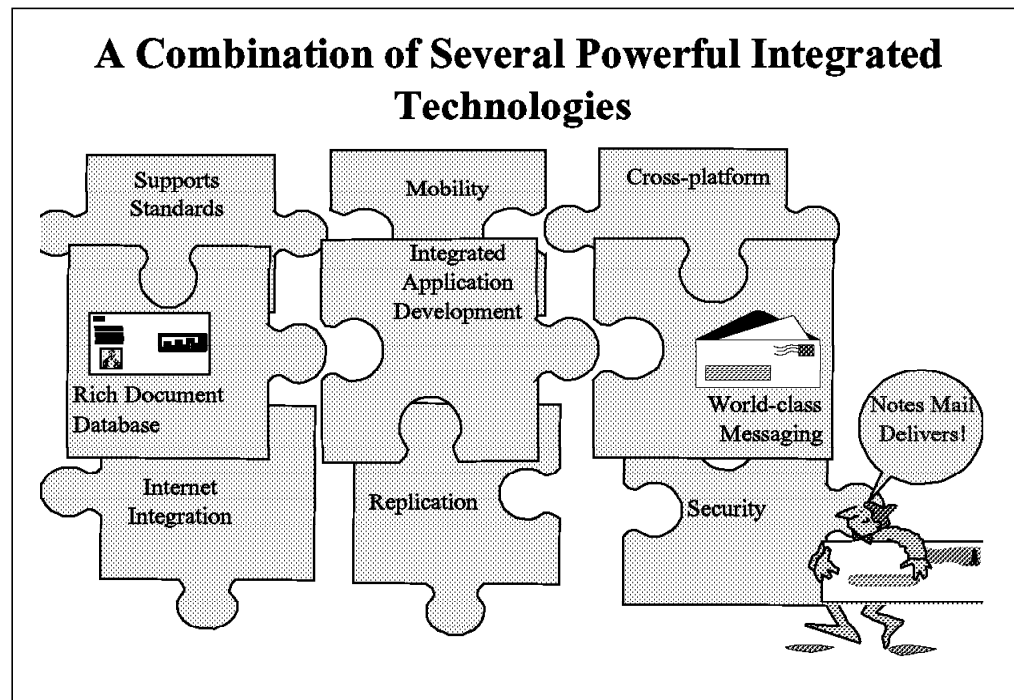 A Combination of Several Powerful Integrated
Technologies
Supports
Standards
Mobility
Cross-platform
Integrated
Application
Development
Rich Document
Database
World-class
Messaging
Notes Mail
Delivers!
Internet
Integration
Replication
Security